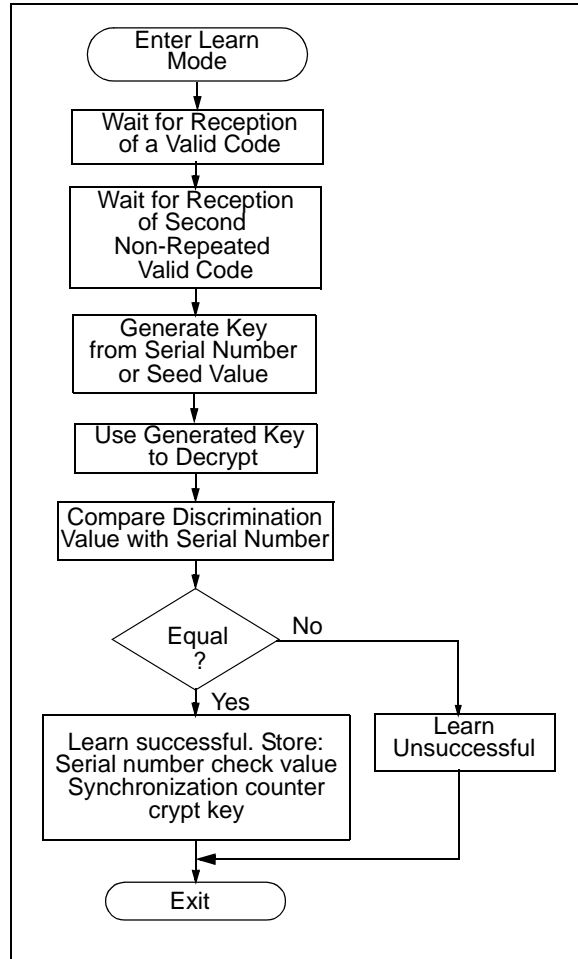 Enter Learn
Mode
Wait for Reception
of a Valid Code
Wait for Reception
of Second
Non-Repeated
Valid Code
Generate Key
from Serial Number
or Seed Value
Use Generated Key
to Decrypt
Compare Discrimination
Value with Serial Number
Equal
?
No
Yes
Learn successful. Store:
Serial number check value
Synchronization counter
crypt key
Learn
Unsuccessful
Exit